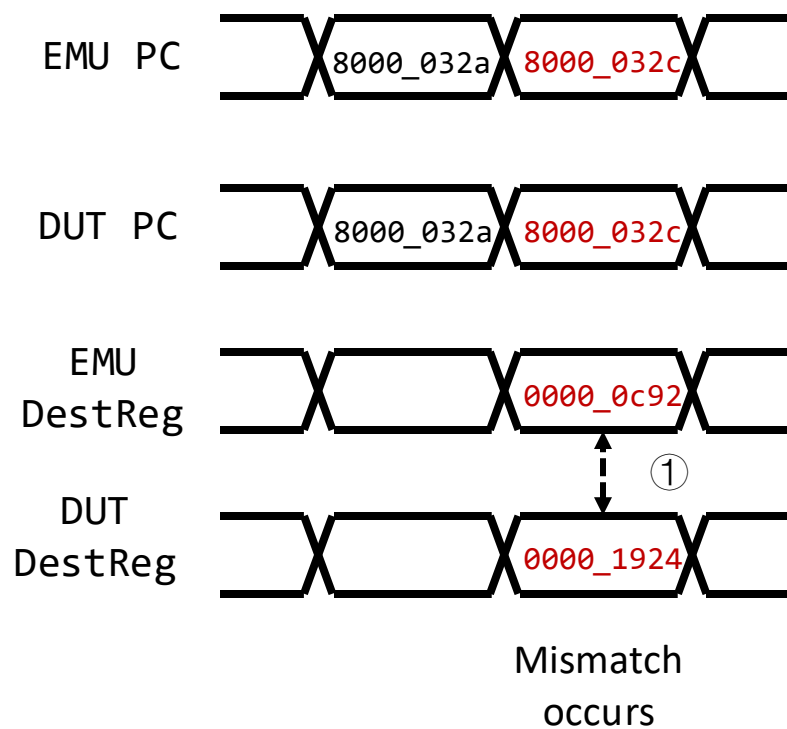 EMU PC
8000_032a
8000_032c
DUT PC
8000_032a
8000_032c
EMU
DestReg
0000_0c92
①
DUT
DestReg
0000_1924
Mismatch
occurs